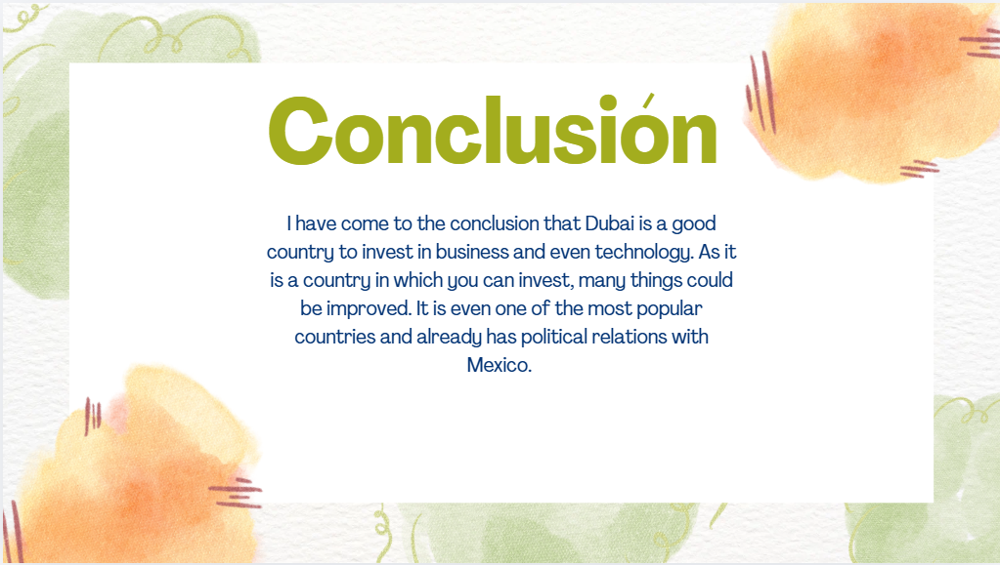 Conclusión
I have come to the conclusion that Dubai is a good
country to invest in business and even technology. As it
is a country in which you can invest, many things could
be improved. It is even one of the most popular
countries and already has political relations with
Mexico.